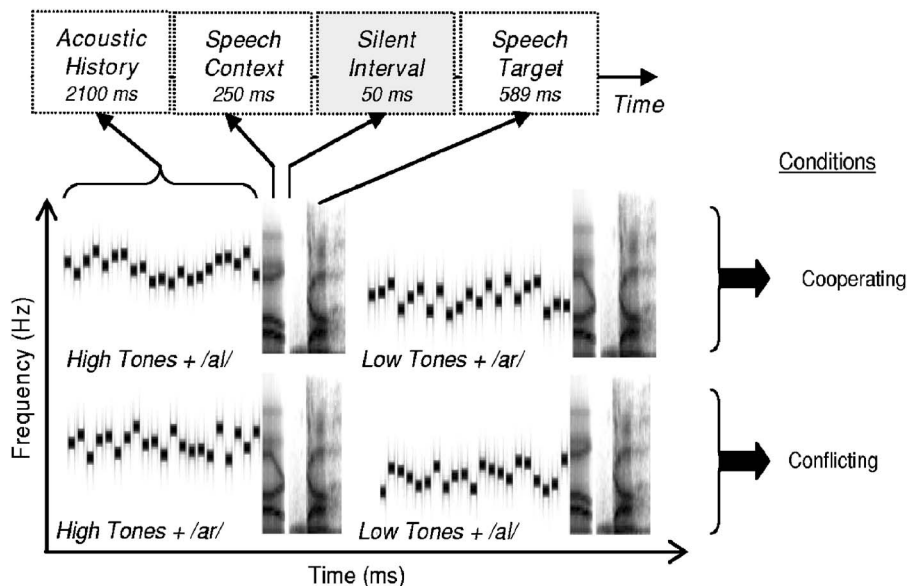 Acoustic
History
2100 ms
Speech
Context
250 ms
Silent
Interval
50 ms
Speech
Target
589 ms
Time
Conditions
Frequency (Hz)
High Tones + /al/
Low Tones + /ar/
Cooperating
High Tones + /ar/
Low Tones + /al/
Conflicting
Time (ms)